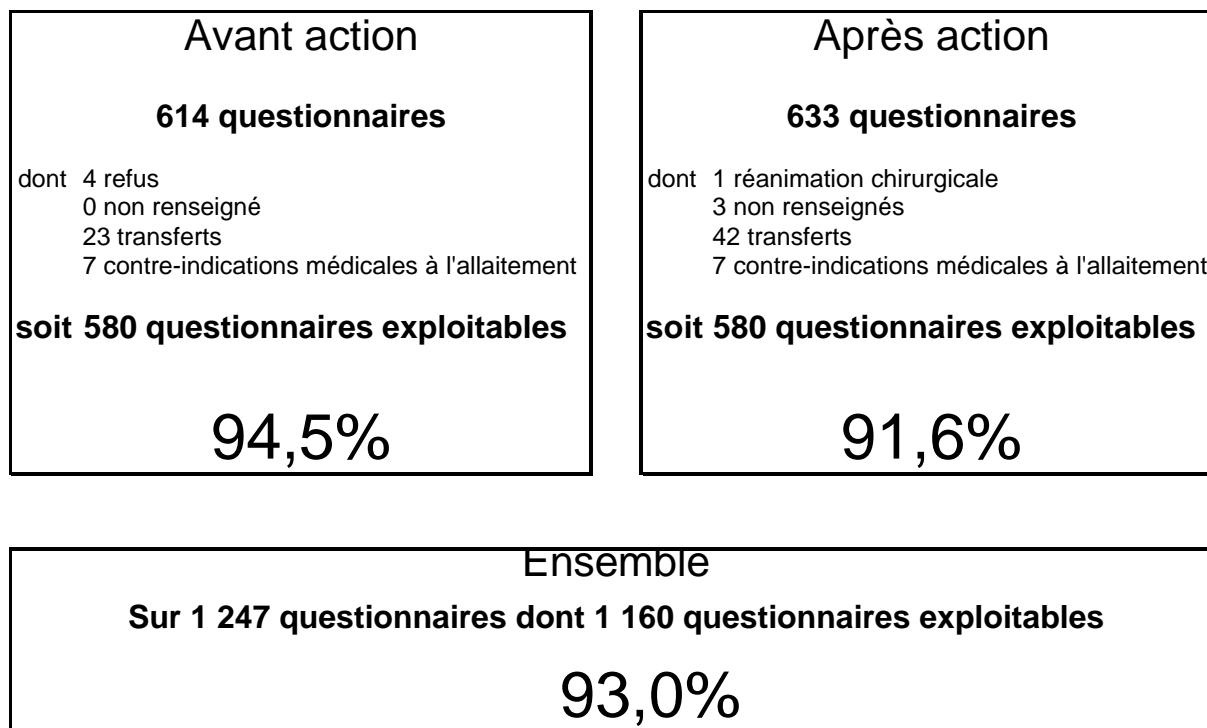 Avant action
614 questionnaires
dont 4 refus
0 non renseigné
23 transferts
7 contre-indications médicales à l'allaitement
soit 580 questionnaires exploitables
94,5%
Après action
633 questionnaires
dont 1 réanimation chirurgicale
3 non renseignés
42 transferts
7 contre-indications médicales à l'allaitement
soit 580 questionnaires exploitables
91,6%
Ensemble
Sur 1 247 questionnaires dont 1 160 questionnaires exploitables
93,0%